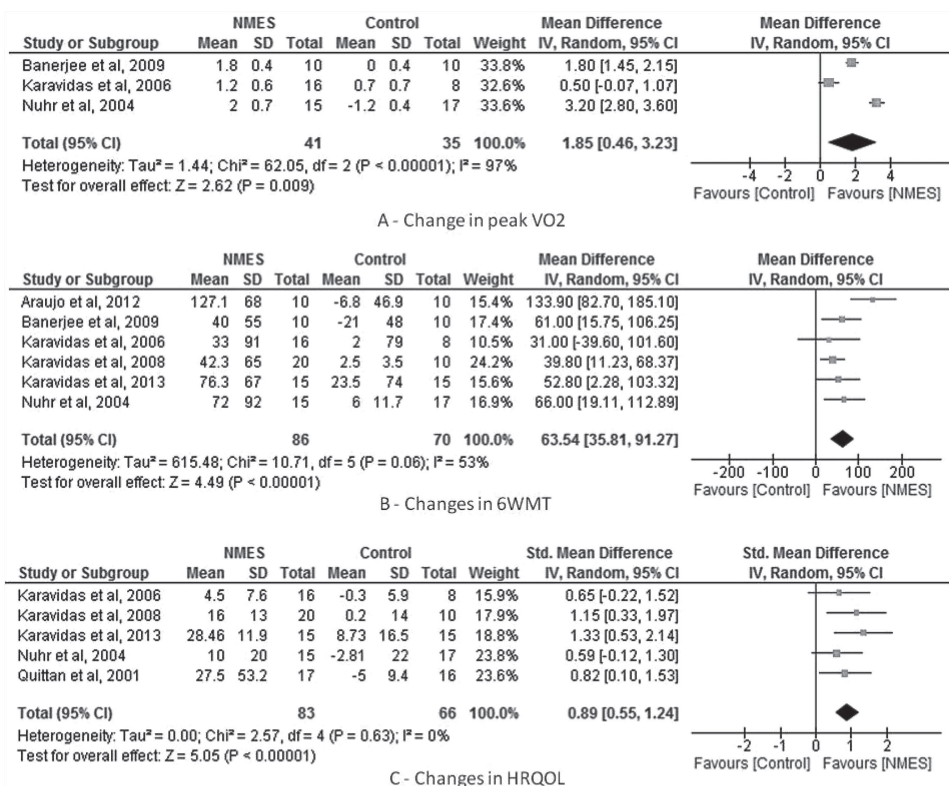 NMES Control Mean Difference Mean Difference
Study or Subgroup Mean SD Total Mean SD Total Weight IV, Random, 95% CI IV, Random, 95% CI
Banerjee et al, 2009 1.8 0.4 10 0 0.4 10 33.8% 1.80 [1.45, 2.15]
Karavidas et al, 2006 1.2 0.6 16 0.7 0.7 8 32.6% 0.50 [-0.07, 1.07]
Nuhr et al, 2004 2 0.7 15 -1.2 0.4 17 33.6% 3.20 [2.80, 3.60]
Total (95% CI) 41 35 100.0% 1.85 [0.46, 3.23]
Heterogeneity: Tau² = 1.44; Chi² = 62.05, df = 2 (P < 0.00001); I² = 97%
Test for overall effect: Z = 2.62 (P = 0.009)
-4 -2 0 2 4
Favours [Control] Favours [NMES]
A - Change in peak VO2
NMES Control Mean Difference Mean Difference
Study or Subgroup Mean SD Total Mean SD Total Weight IV, Random, 95% CI IV, Random, 95% CI
Araujo et al, 2012 127.1 68 10 -6.8 46.9 10 15.4% 133.90 [82.70, 185.10]
Banerjee et al, 2009 40 55 10 -21 48 10 17.4% 61.00 [15.75, 106.25]
Karavidas et al, 2006 33 91 16 2 79 8 10.5% 31.00 [-39.60, 101.60]
Karavidas et al, 2008 42.3 65 20 2.5 3.5 10 24.2% 39.80 [11.23, 68.37]
Karavidas et al, 2013 76.3 67 15 23.5 74 15 15.6% 52.80 [2.28, 103.32]
Nuhr et al, 2004 72 92 15 6 11.7 17 16.9% 66.00 [19.11, 112.89]
Total (95% CI) 86 70 100.0% 63.54 [35.81, 91.27]
Heterogeneity: Tau² = 615.48; Chi² = 10.71, df = 5 (P = 0.06); I² = 53%
Test for overall effect: Z = 4.49 (P < 0.00001)
-200 -100 0 100 200
Favours [Control] Favours [NMES]
B - Changes in 6WMT
NMES Control Std. Mean Difference Std. Mean Difference
Study or Subgroup Mean SD Total Mean SD Total Weight IV, Random, 95% CI IV, Random, 95% CI
Karavidas et al, 2006 4.5 7.6 16 -0.3 5.9 8 15.9% 0.65 [-0.22, 1.52]
Karavidas et al, 2008 16 13 20 0.2 14 10 17.9% 1.15 [0.33, 1.97]
Karavidas et al, 2013 28.46 11.9 15 8.73 16.5 15 18.8% 1.33 [0.53, 2.14]
Nuhr et al, 2004 10 20 15 -2.81 22 17 23.8% 0.59 [-0.12, 1.30]
Quittan et al, 2001 27.5 53.2 17 -5 9.4 16 23.6% 0.82 [0.10, 1.53]
Total (95% CI) 83 66 100.0% 0.89 [0.55, 1.24]
Heterogeneity: Tau² = 0.00; Chi² = 2.57, df = 4 (P = 0.63); I² = 0%
Test for overall effect: Z = 5.05 (P < 0.00001)
-2 -1 0 1 2
Favours [Control] Favours [NMES]
C - Changes in HRQOL